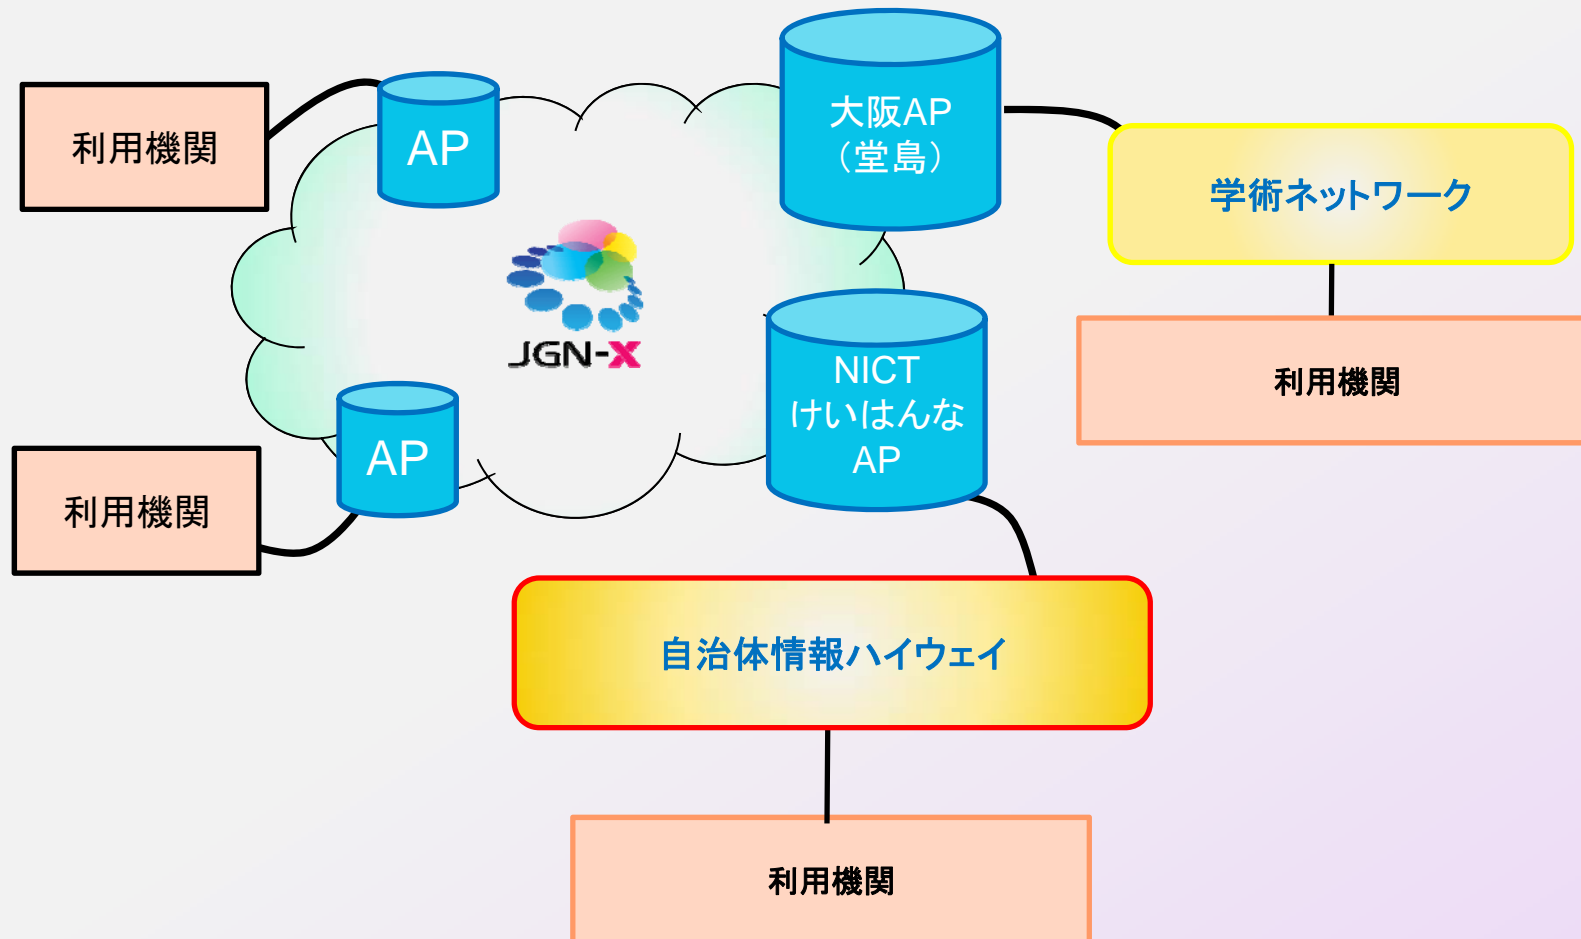 利用機関
AP
大阪AP
（堂島）
学術ネットワーク
JGN-X
NICT
けいはんな
AP
利用機関
AP
利用機関
自治体情報ハイウェイ
利用機関